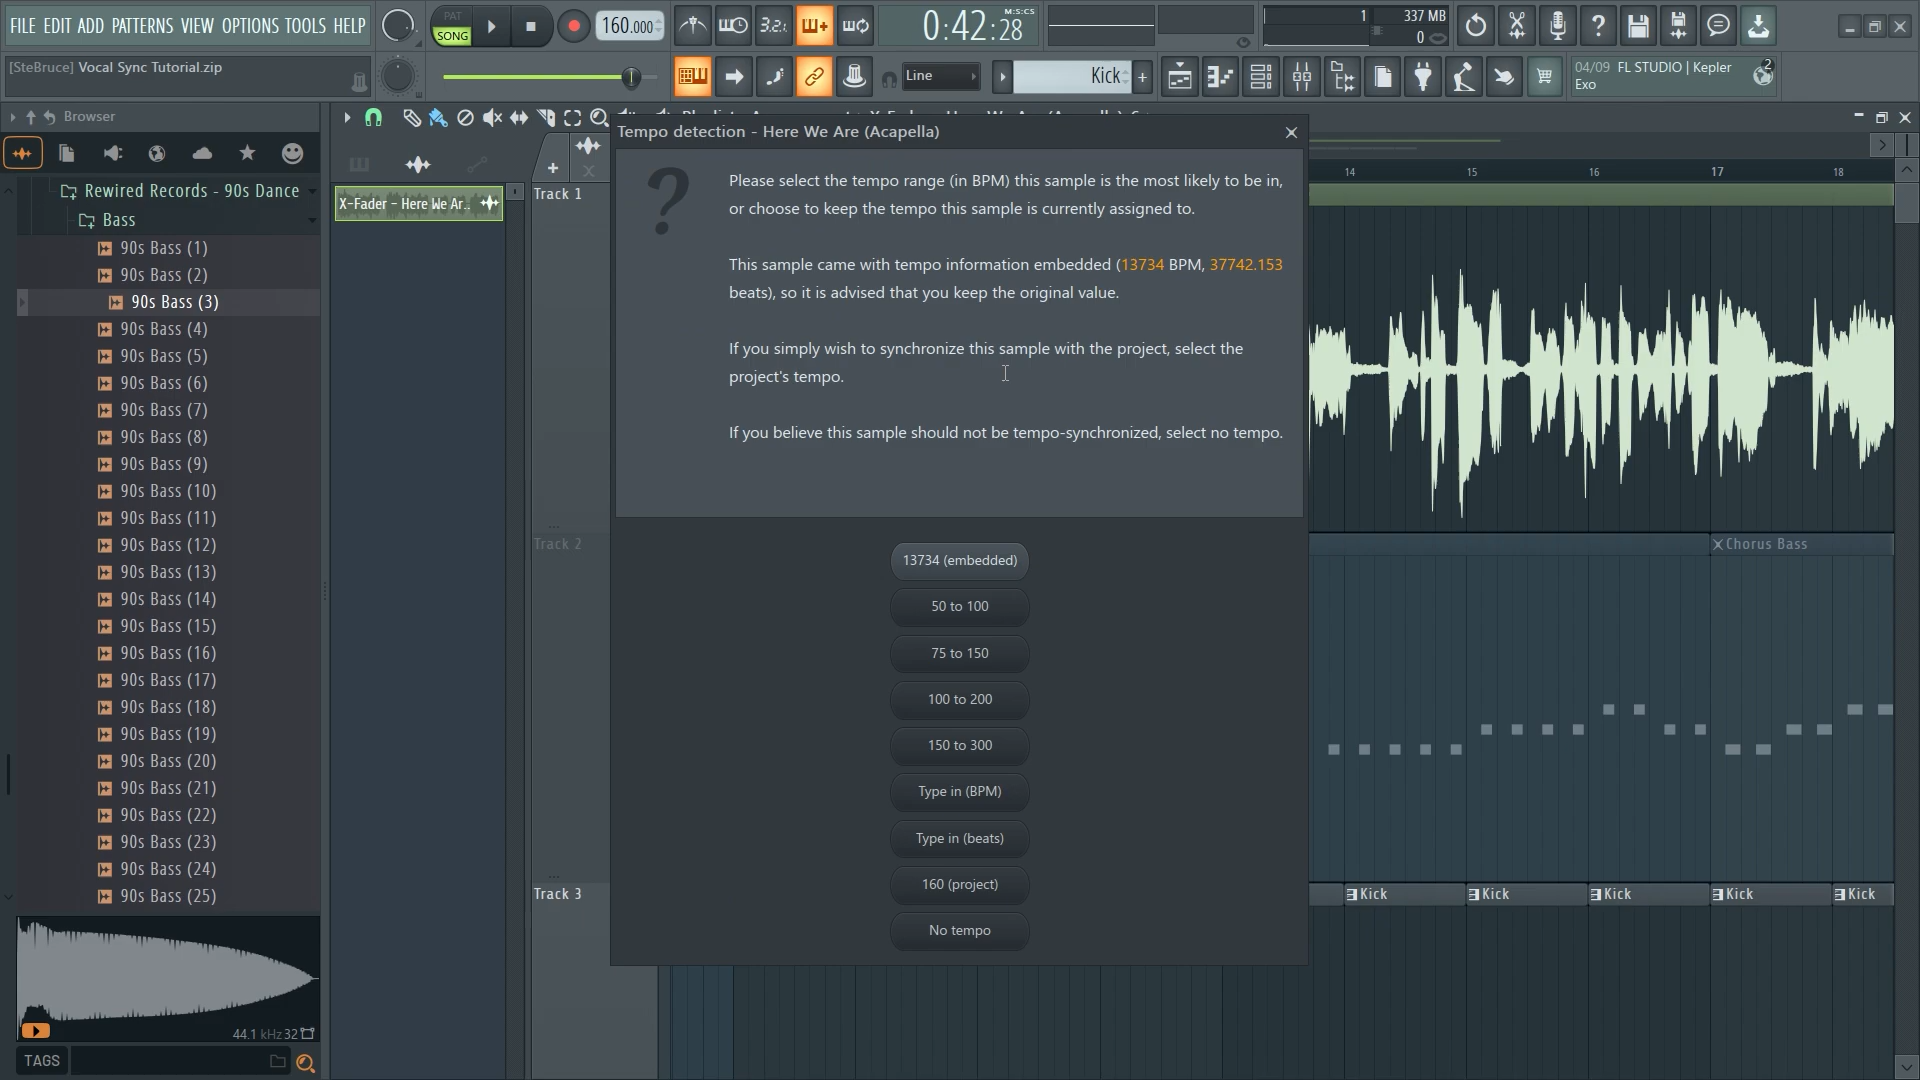 FILE EDIT ADD PATTERNS VIEW OPTIONS TOOLS HELP
PAT
SONG
160.000
3.2.1
0:42:28
M:S:CS
1
337 MB
0
[SteBruce] Vocal Sync Tutorial.zip
Line
Kick
04/09 FL STUDIO | Kepler
Exo
2
Browser
Tempo detection - Here We Are (Acapella)
Rewired Records - 90s Dance
Bass
90s Bass (1)
90s Bass (2)
90s Bass (3)
90s Bass (4)
90s Bass (5)
90s Bass (6)
90s Bass (7)
90s Bass (8)
90s Bass (9)
90s Bass (10)
90s Bass (11)
90s Bass (12)
90s Bass (13)
90s Bass (14)
90s Bass (15)
90s Bass (16)
90s Bass (17)
90s Bass (18)
90s Bass (19)
90s Bass (20)
90s Bass (21)
90s Bass (22)
90s Bass (23)
90s Bass (24)
90s Bass (25)
44.1 kHz 32
TAGS
X-Fader - Here We Ar..
Track 1
Track 2
Track 3
Please select the tempo range (in BPM) this sample is the most likely to be in,
or choose to keep the tempo this sample is currently assigned to.
This sample came with tempo information embedded (13734 BPM, 37742.153
beats), so it is advised that you keep the original value.
If you simply wish to synchronize this sample with the project, select the
project's tempo.
If you believe this sample should not be tempo-synchronized, select no tempo.
13734 (embedded)
50 to 100
75 to 150
100 to 200
150 to 300
Type in (BPM)
Type in (beats)
160 (project)
No tempo
14
15
16
17
18
Chorus Bass
Kick
Kick
Kick
Kick
Kick